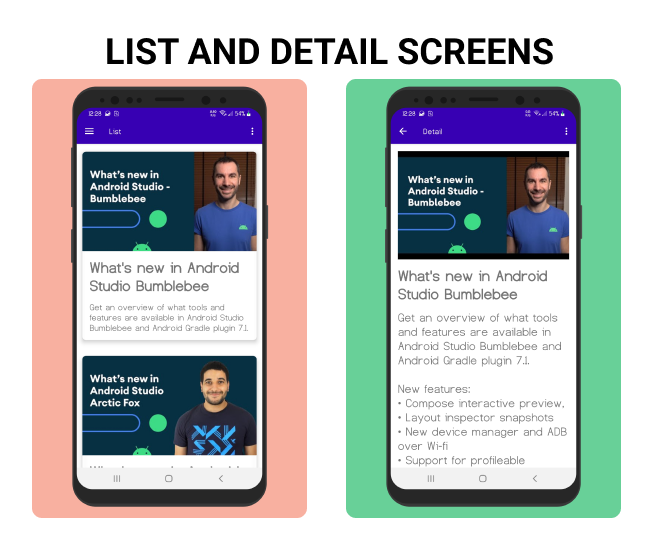 LIST AND DETAIL SCREENS
12:28
54%
List
What's new in
Android Studio -
Bumblebee
What's new in Android
Studio Bumblebee
Get an overview of what tools and
features are available in Android Studio
Bumblebee and Android Gradle plugin 7.1.
What's new in
Android Studio
Arctic Fox
12:28
54%
Detail
What's new in
Android Studio -
Bumblebee
What's new in Android
Studio Bumblebee
Get an overview of what tools
and features are available in
Android Studio Bumblebee and
Android Gradle plugin 7.1.
New features:
• Compose interactive preview,
• Layout inspector snapshots
• New device manager and ADB
over Wi-fi
• Support for profileable